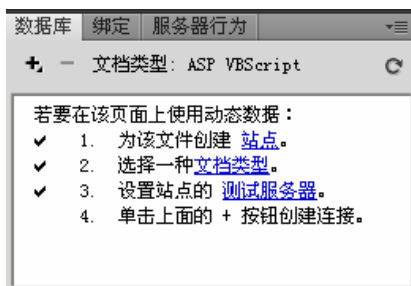 数据库 绑定 服务器行为
+ - 文档类型: ASP VBScript
若要在该页面上使用动态数据：
✔ 1. 为该文件创建 站点。
✔ 2. 选择一种文档类型。
✔ 3. 设置站点的 测试服务器。
4. 单击上面的 + 按钮创建连接。